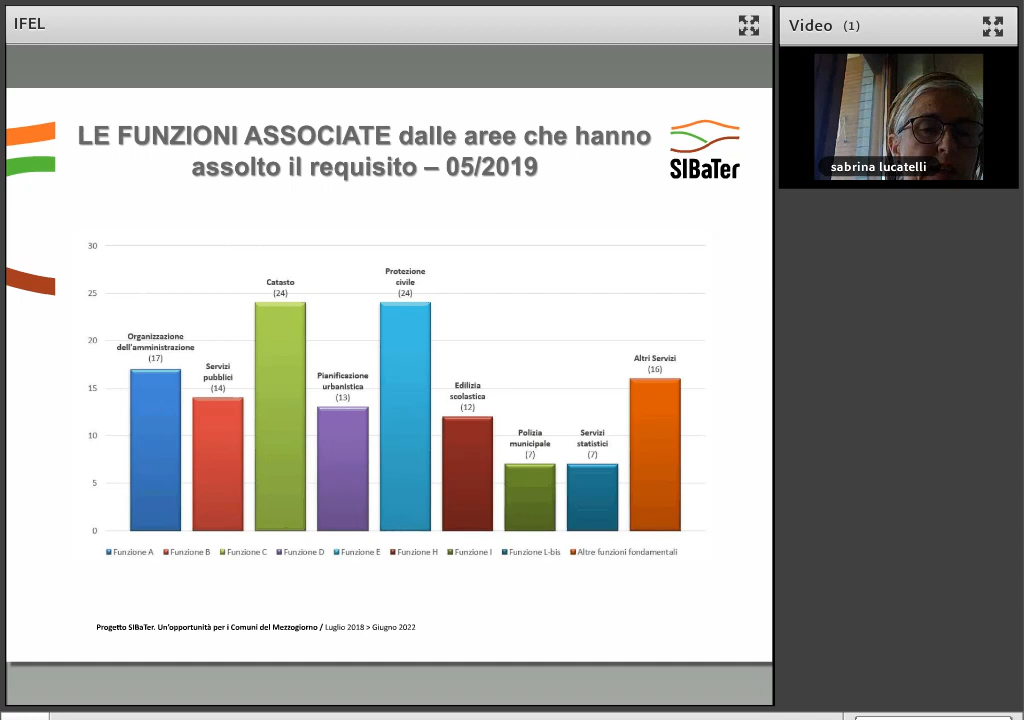 IFEL
Video (1)
sabrina lucatelli
LE FUNZIONI ASSOCIATE dalle aree che hanno
assolto il requisito – 05/2019
SIBaTer
30
25
20
15
10
5
0
Organizzazione
dell'amministrazione
(17)
Servizi
pubblici
(14)
Catasto
(24)
Pianificazione
urbanistica
(13)
Protezione
civile
(24)
Edilizia
scolastica
(12)
Polizia
municipale
(7)
Servizi
statistici
(7)
Altri Servizi
(16)
Funzione A Funzione B Funzione C Funzione D Funzione E Funzione H Funzione I Funzione L-bis Altre funzioni fondamentali
Progetto SIBaTer. Un'opportunità per i Comuni del Mezzogiorno / Luglio 2018 > Giugno 2022